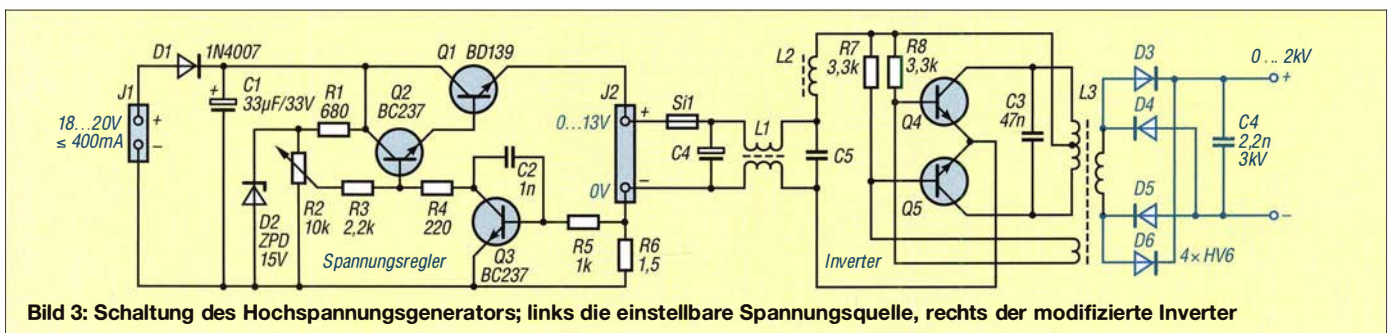 D1
1N4007
Q1 BD139
J1
+
−
18...20V
≤ 400mA
+
C1
33µF/33V
R1
680
Q2
BC237
D2
ZPD
15V
R2
10k
R3
2,2k
R4
220
C2
1n
Q3
BC237
R5
1k
R6
1,5
Spannungsregler
J2
+
0...13V
0V
−
Si1
C4
L1
C5
L2
R7
3,3k
R8
3,3k
Q4
Q5
C3
47n
L3
Inverter
D3
D4
D5
D6
4× HV6
0 ... 2kV
+
C4
2,2n
3kV
−
Bild 3: Schaltung des Hochspannungsgenerators; links die einstellbare Spannungsquelle, rechts der modifizierte Inverter